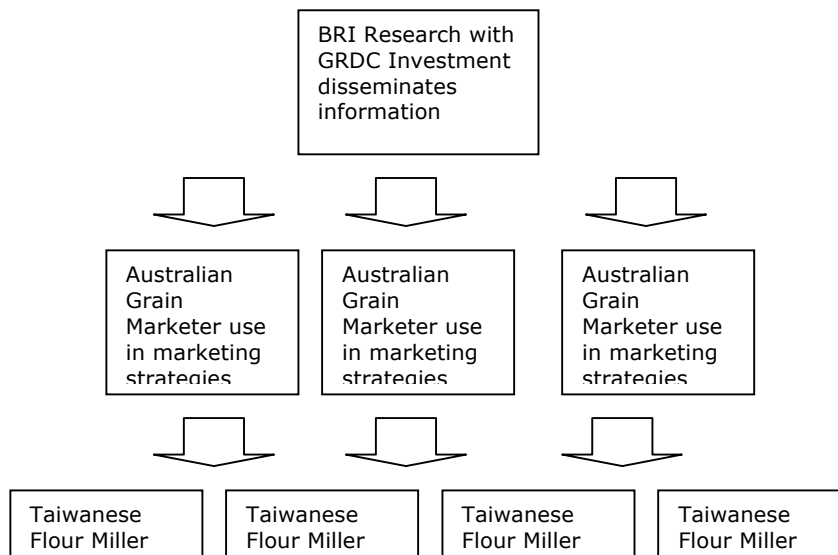 BRI Research with
GRDC Investment
disseminates
information
Australian
Grain
Marketer use
in marketing
strategies
Australian
Grain
Marketer use
in marketing
strategies
Australian
Grain
Marketer use
in marketing
strategies
Taiwanese
Flour Miller
Taiwanese
Flour Miller
Taiwanese
Flour Miller
Taiwanese
Flour Miller